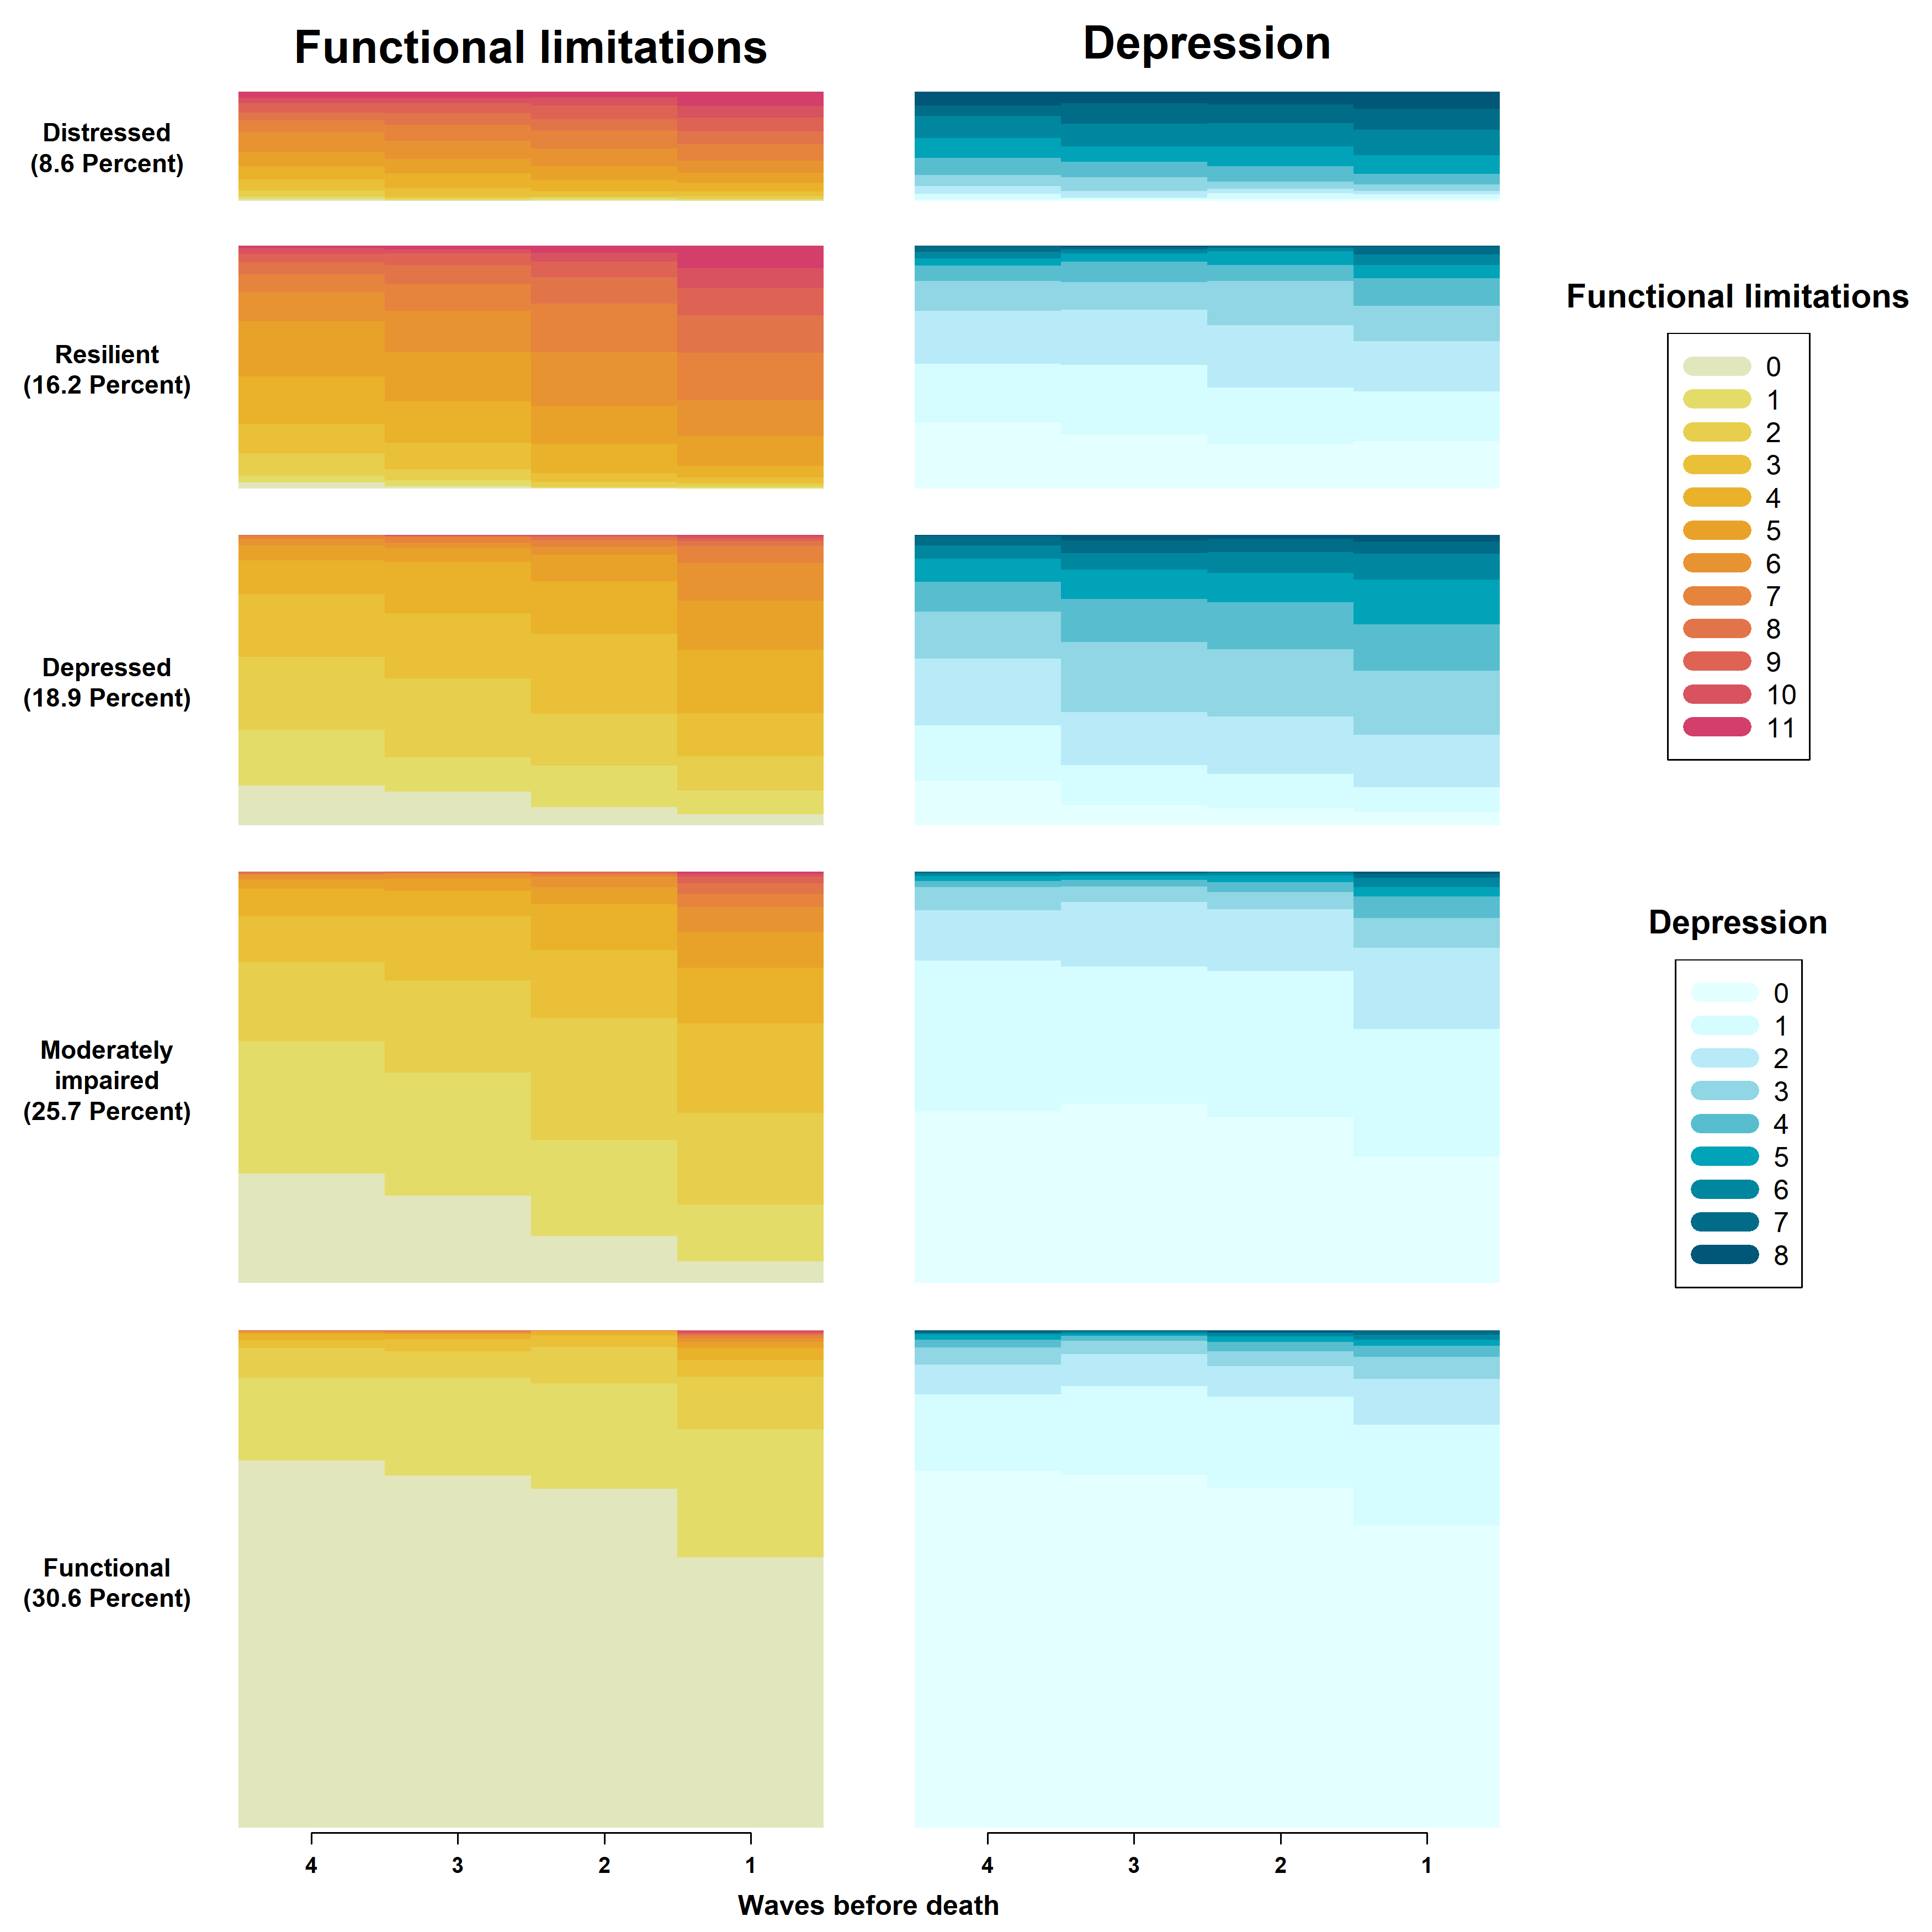 Functional limitations
Depression
Distressed
(8.6 Percent)
Resilient
(16.2 Percent)
Depressed
(18.9 Percent)
Moderately
impaired
(25.7 Percent)
Functional
(30.6 Percent)
4 3 2 1
4 3 2 1
Waves before death
Functional limitations
0
1
2
3
4
5
6
7
8
9
10
11
Depression
0
1
2
3
4
5
6
7
8